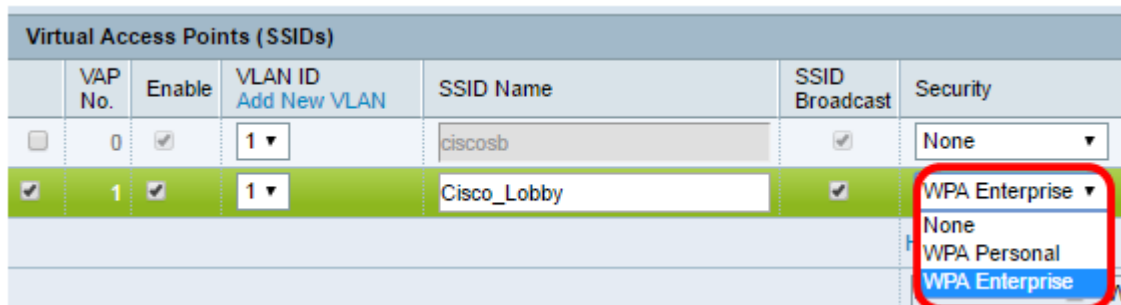 Virtual Access Points (SSIDs)
VAP No. Enable VLAN ID Add New VLAN SSID Name SSID Broadcast Security
0 1 ciscosb None
1 1 Cisco_Lobby WPA Enterprise
None
WPA Personal
WPA Enterprise